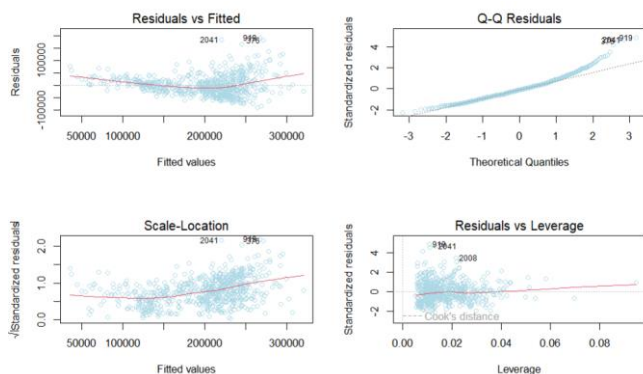 Residuals vs Fitted
Residuals
-100000
100000
2041
50000
100000
200000
300000
Fitted values
Q-Q Residuals
Standardized residuals
4
2
0
-2
919
-3
-2
-1
0
1
2
3
Theoretical Quantiles
Scale-Location
√|Standardized residuals
0.0
1.0
2.0
2041
50000
100000
200000
300000
Fitted values
Residuals vs Leverage
Standardized residuals
4
2
0
-2
2041
2008
Cook's distance
0.00
0.02
0.04
0.06
0.08
Leverage